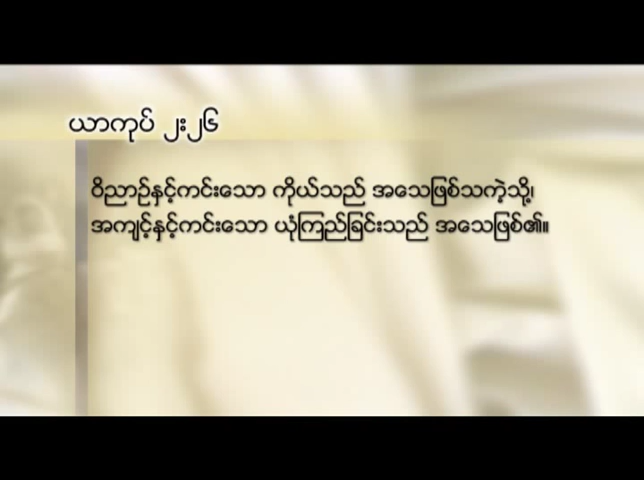 ယာကုပ် ၂း၂၆
ဝိညာဉ်နှင့်ကင်းသော ကိုယ်သည် အသေဖြစ်သကဲ့သို့၊
အကျင့်နှင့်ကင်းသော ယုံကြည်ခြင်းသည် အသေဖြစ်၏။